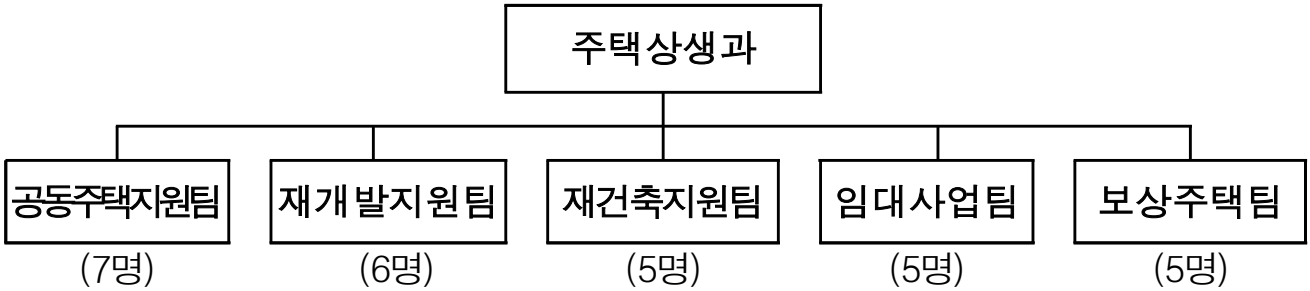 주택상생과
공동주택지원팀 재개발지원팀 재건축지원팀 임대사업팀 보상주택팀
(7명) (6명) (5명) (5명) (5명)